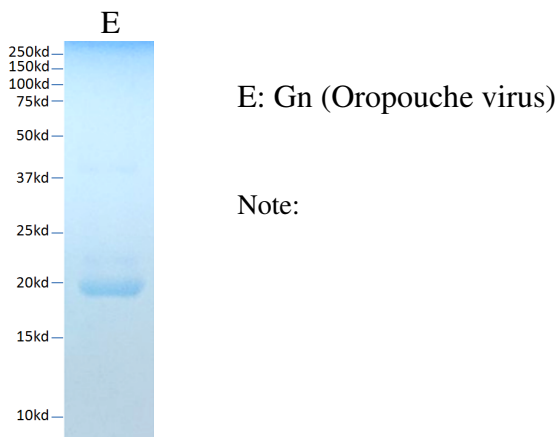 E
250kd
150kd
100kd
75kd
50kd
37kd
25kd
20kd
15kd
10kd
E: Gn (Oropouche virus)
Note: